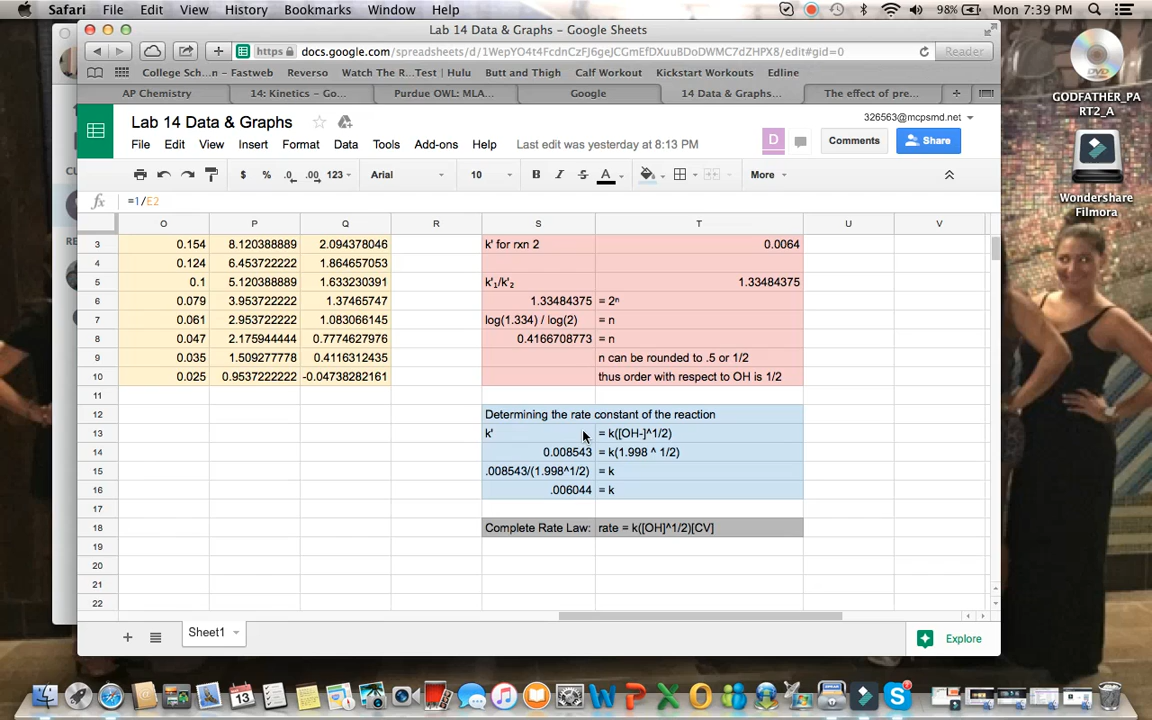 Safari File Edit View History Bookmarks Window Help 98% Mon 7:39 PM
Lab 14 Data & Graphs - Google Sheets
https docs.google.com/spreadsheets/d/1WepYO4t4FcdnCzFJ6geJCGmEfDXuuBDoDWMC7dZHPX8/edit#gid=0 Reader
College Sch...n - Fastweb Reverso Watch The R...Test | Hulu Butt and Thigh Calf Workout Kickstart Workouts Edline
AP Chemistry 14: Kinetics – Go... Purdue OWL: MLA... Google 14 Data & Graphs... The effect of pre...
GODFATHER_PA
RT2_A
326563@mcpsmd.net
Lab 14 Data & Graphs
D Comments Share
File Edit View Insert Format Data Tools Add-ons Help Last edit was yesterday at 8:13 PM
$ % .0 .00 123 Arial 10 B I S A More
Wondershare
Filmora
fx =1/E2
O P Q R S T U V
3 0.154 8.120388889 2.094378046 k' for rxn 2 0.0064
4 0.124 6.453722222 1.864657053
5 0.1 5.120388889 1.633230391 k'₁/k'₂ 1.33484375
6 0.079 3.953722222 1.37465747 1.33484375 = 2ⁿ
7 0.061 2.953722222 1.083066145 log(1.334) / log(2) = n
8 0.047 2.175944444 0.7774627976 0.4166708773 = n
9 0.035 1.509277778 0.4116312435 n can be rounded to .5 or 1/2
10 0.025 0.9537222222 -0.04738282161 thus order with respect to OH is 1/2
11
12 Determining the rate constant of the reaction
13 k' = k([OH-]^1/2)
14 0.008543 = k(1.998 ^ 1/2)
15 .008543/(1.998^1/2) = k
16 .006044 = k
17
18 Complete Rate Law: rate = k([OH]^1/2)[CV]
19
20
21
22
Sheet1 Explore